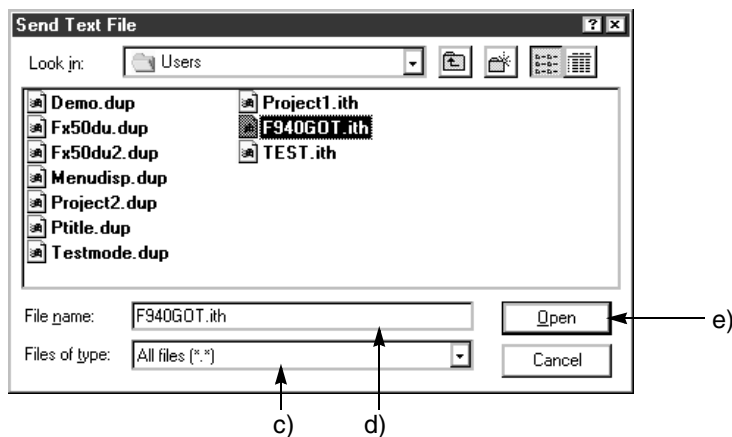 Send Text File
Look in: Users
Demo.dup
Fx50du.dup
Fx50du2.dup
Menudisp.dup
Project2.dup
Ptitle.dup
Testmode.dup
Project1.ith
F940GOT.ith
TEST.ith
File name: F940GOT.ith Open
Files of type: All files (*.*) Cancel
e)
c) d)